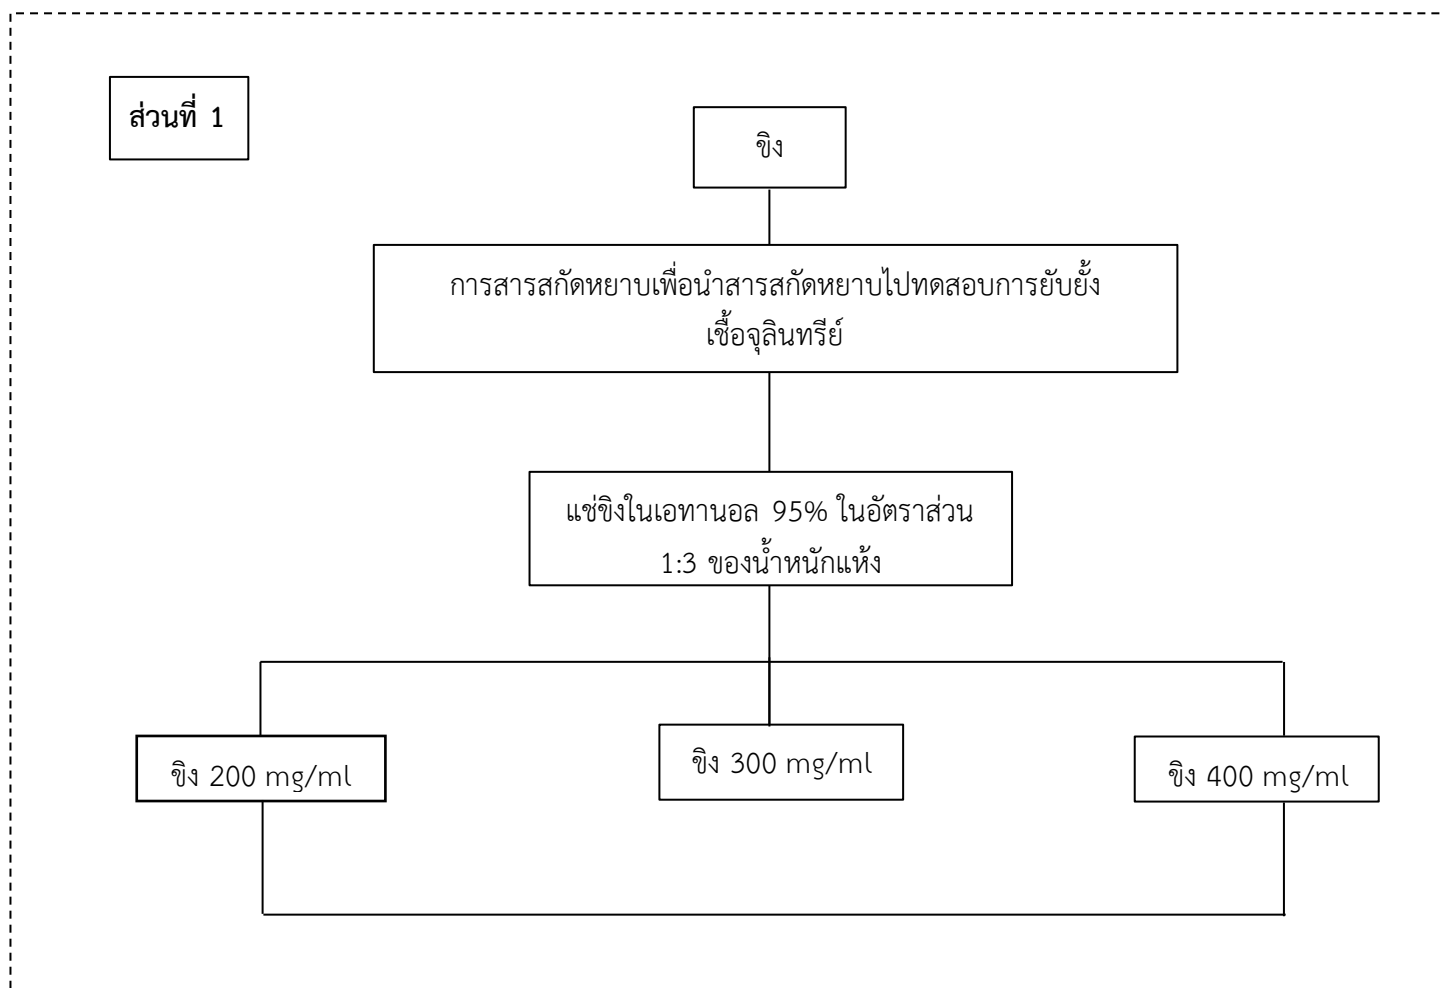 ส่วนที่ 1
ขิง
การสารสกัดหยาบเพื่อนำสารสกัดหยาบไปทดสอบการยับยั้ง
เชื้อจุลินทรีย์
แช่ขิงในเอทานอล 95% ในอัตราส่วน
1:3 ของน้ำหนักแห้ง
ขิง 200 mg/ml
ขิง 300 mg/ml
ขิง 400 mg/ml